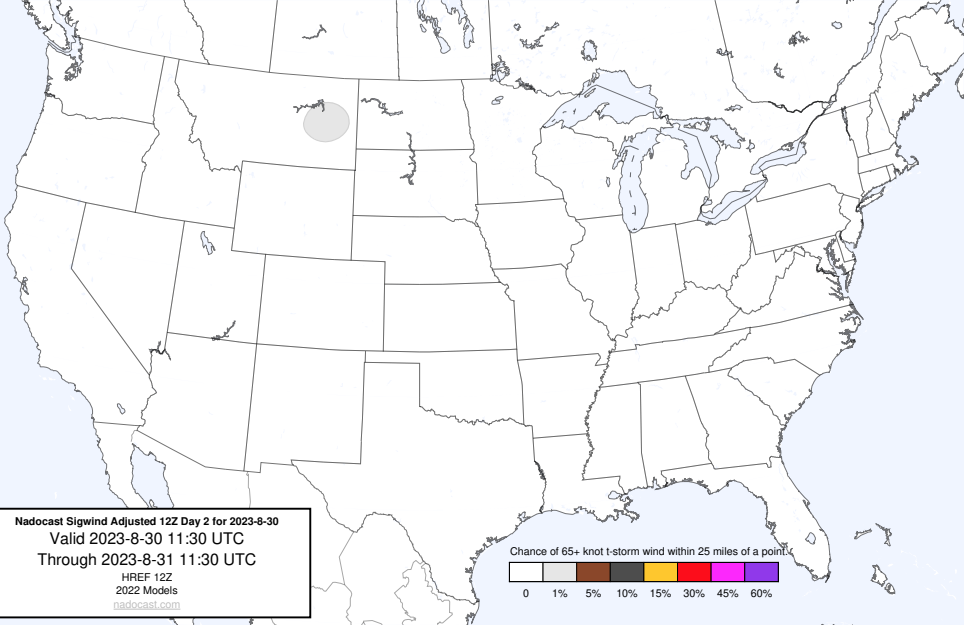 Nadocast Sigwind Adjusted 12Z Day 2 for 2023-8-30
Valid 2023-8-30 11:30 UTC
Through 2023-8-31 11:30 UTC
HREF 12Z
2022 Models
nadocast.com
Chance of 65+ knot t-storm wind within 25 miles of a point.
0 1% 5% 10% 15% 30% 45% 60%